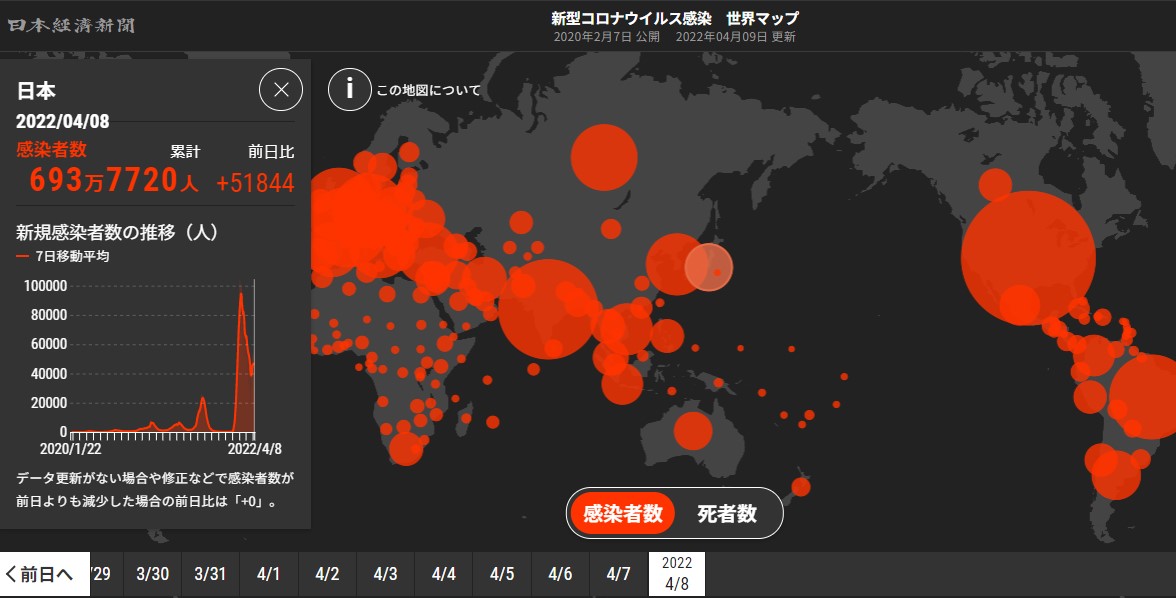 日本経済新聞
新型コロナウイルス感染 世界マップ
2020年2月7日 公開 2022年04月09日 更新
日本
2022/04/08
感染者数 累計 前日比
693万7720人 +51844
新規感染者数の推移（人）
7日移動平均
100000
80000
60000
40000
20000
0
2020/1/22 2022/4/8
データ更新がない場合や修正などで感染者数が
前日よりも減少した場合の前日比は「+0」。
i この地図について
感染者数 死者数
前日へ /29 3/30 3/31 4/1 4/2 4/3 4/4 4/5 4/6 4/7 2022
4/8